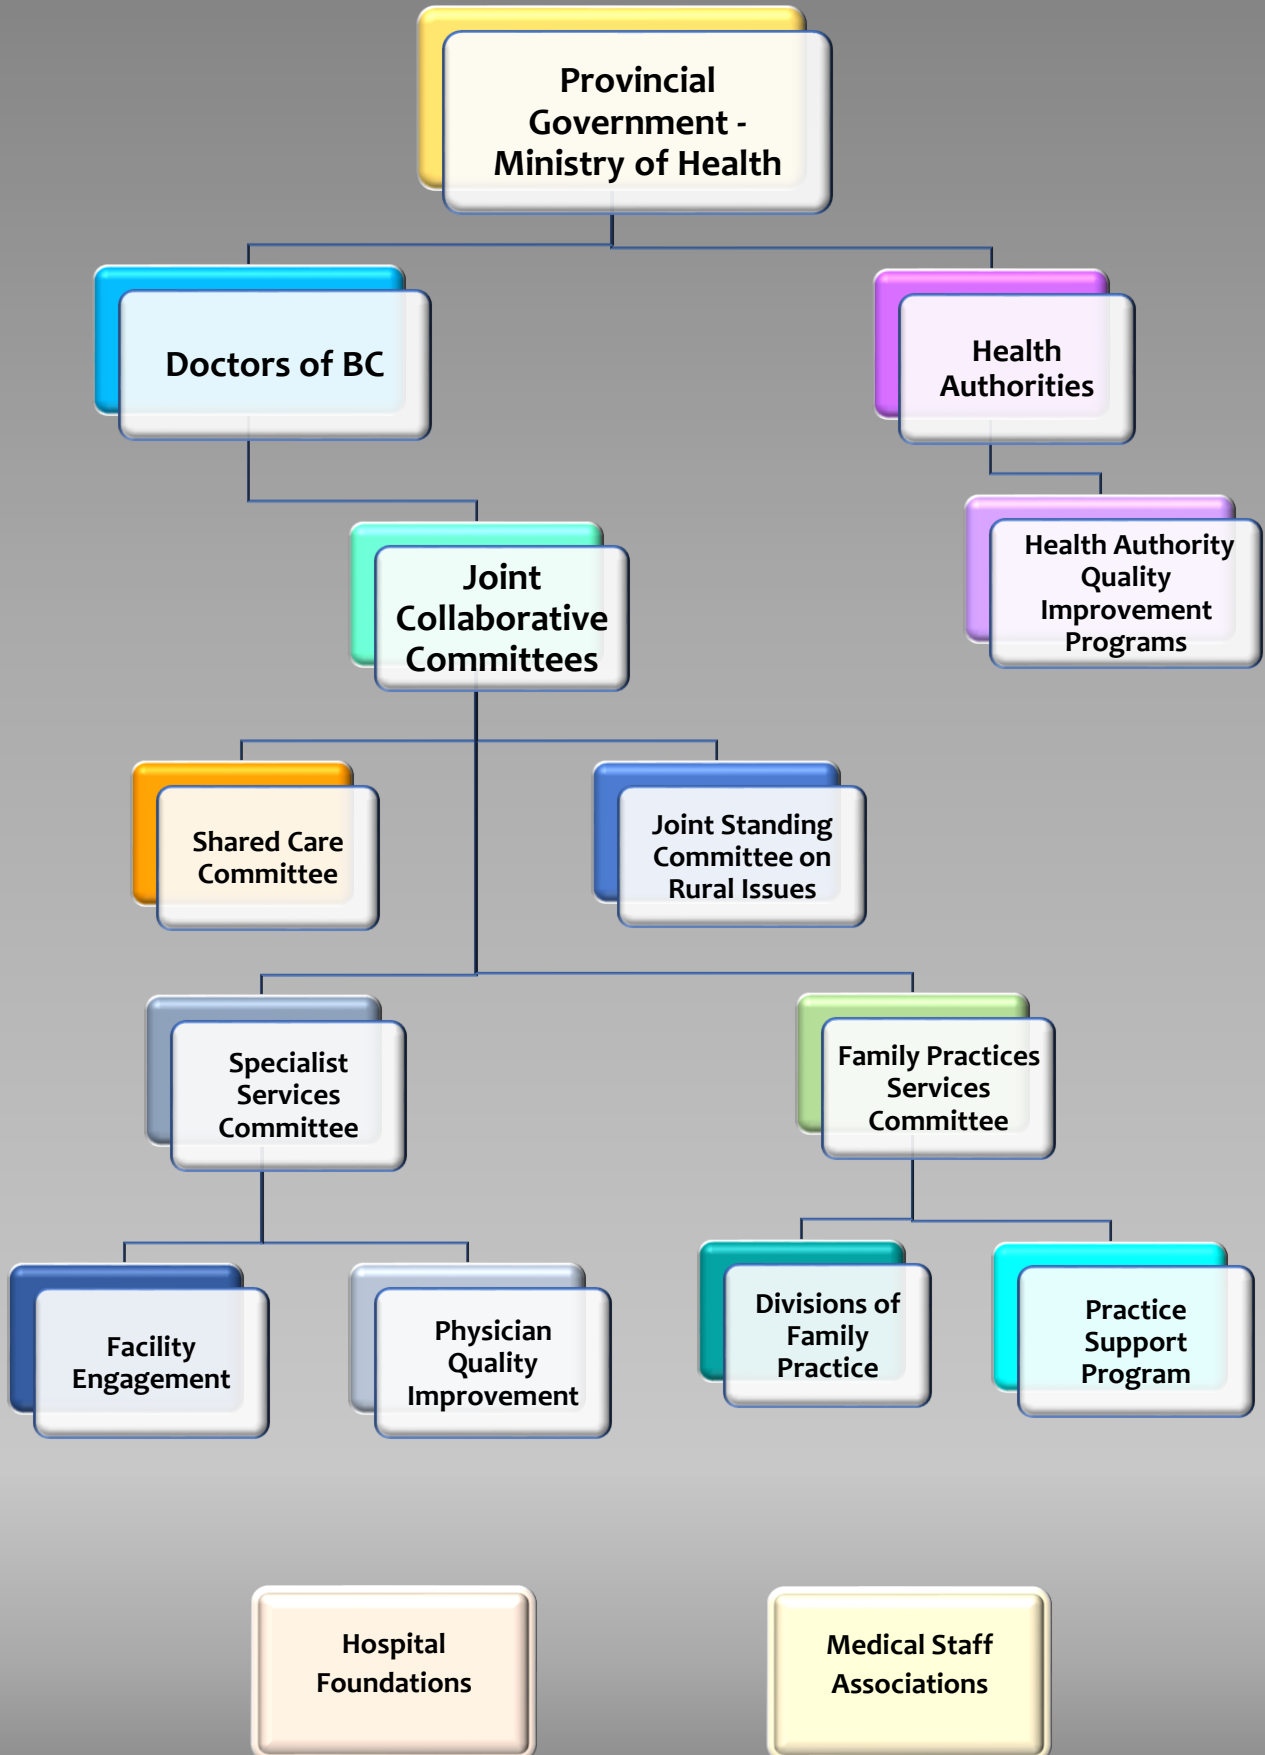 Provincial
Government -
Ministry of Health
Doctors of BC
Health
Authorities
Health Authority
Quality
Improvement
Programs
Joint
Collaborative
Committees
Shared Care
Committee
Joint Standing
Committee on
Rural Issues
Specialist
Services
Committee
Family Practices
Services
Committee
Facility
Engagement
Physician
Quality
Improvement
Divisions of
Family
Practice
Practice
Support
Program
Hospital
Foundations
Medical Staff
Associations